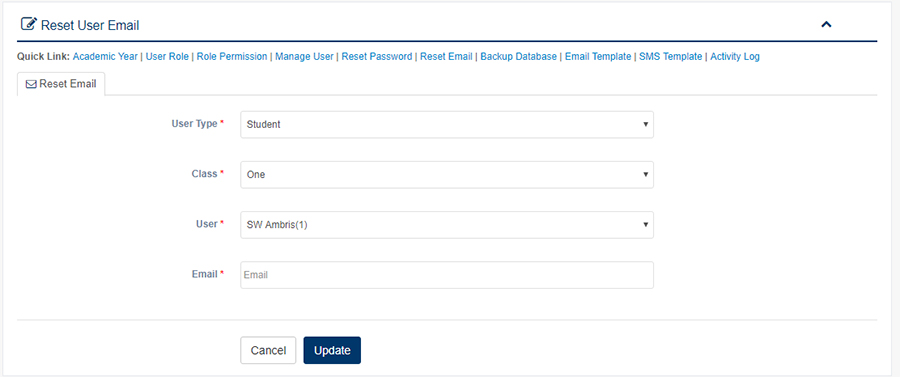 Reset User Email
Quick Link: Academic Year | User Role | Role Permission | Manage User | Reset Password | Reset Email | Backup Database | Email Template | SMS Template | Activity Log
Reset Email
User Type * Student
Class * One
User * SW Ambris(1)
Email * Email
Cancel Update